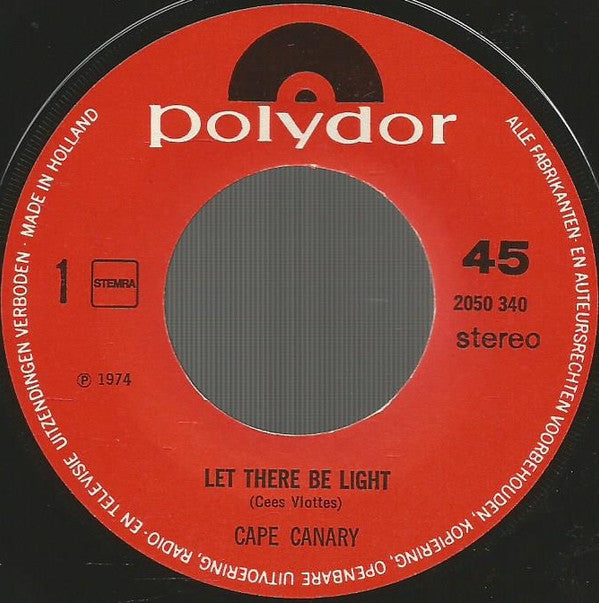 polydor
ALLE FABRIKANTEN- EN AUTEURSRECHTEN VOORBEHOUDEN, KOPIERING, OPENBARE UITVOERING, RADIO- EN TELEVISIE UITZENDINGEN VERBODEN · MADE IN HOLLAND
1
STEMRA
℗ 1974
45
2050 340
stereo
LET THERE BE LIGHT
(Cees Vlottes)
CAPE CANARY